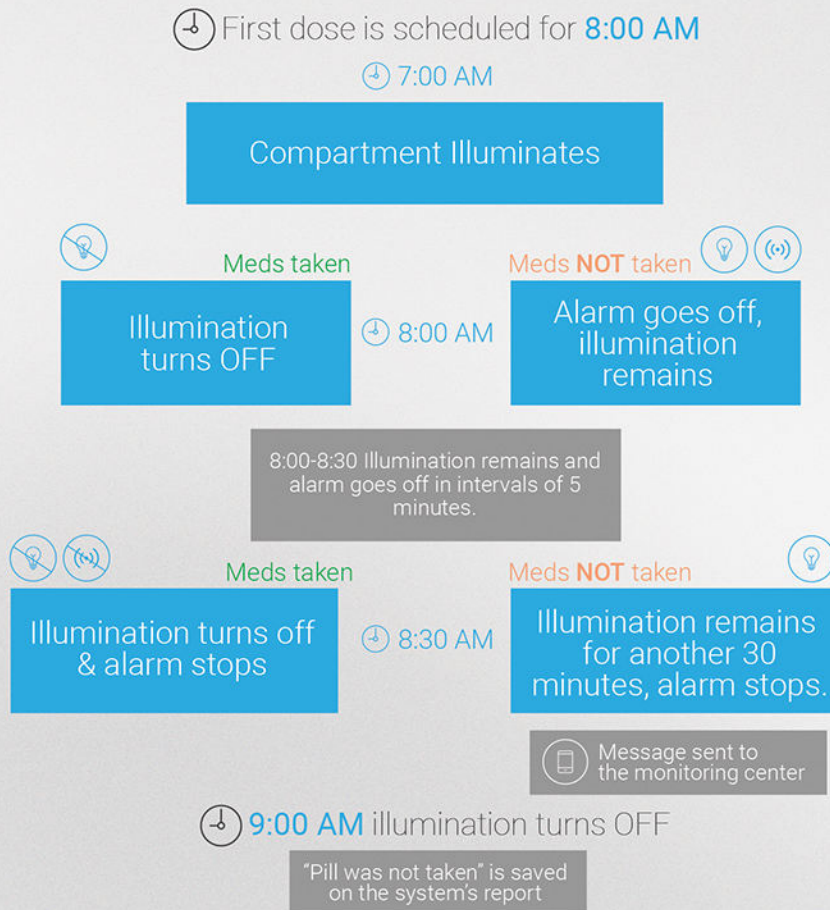 First dose is scheduled for 8:00 AM
7:00 AM
Compartment Illuminates
Meds taken
Illumination
turns OFF
8:00 AM
Meds NOT taken
Alarm goes off,
illumination
remains
8:00-8:30 Illumination remains and
alarm goes off in intervals of 5
minutes.
Meds taken
Illumination turns off
& alarm stops
8:30 AM
Meds NOT taken
Illumination remains
for another 30
minutes, alarm stops.
Message sent to
the monitoring center
9:00 AM illumination turns OFF
"Pill was not taken" is saved
on the system's report